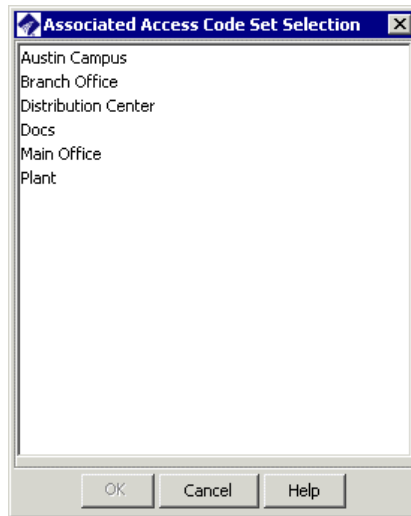 Associated Access Code Set Selection
Austin Campus
Branch Office
Distribution Center
Docs
Main Office
Plant
OK Cancel Help